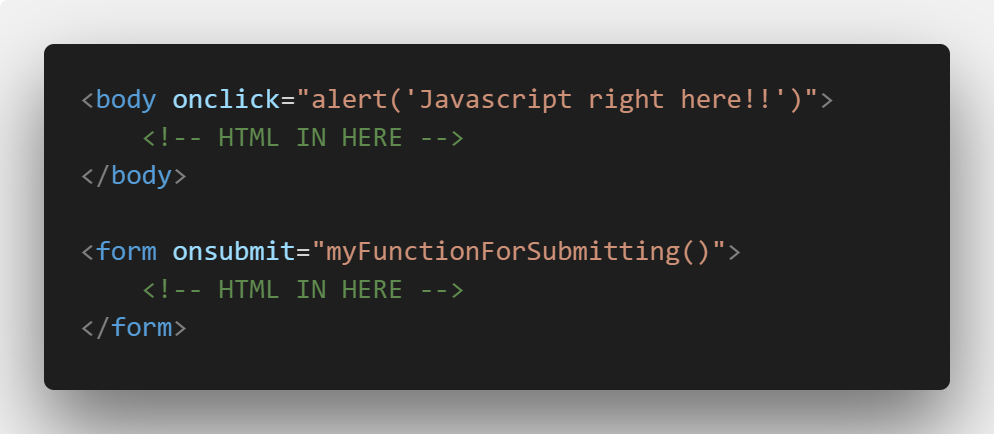 <body onclick="alert('Javascript right here!!')">
    <!-- HTML IN HERE -->
</body>

<form onsubmit="myFunctionForSubmitting()">
    <!-- HTML IN HERE -->
</form>